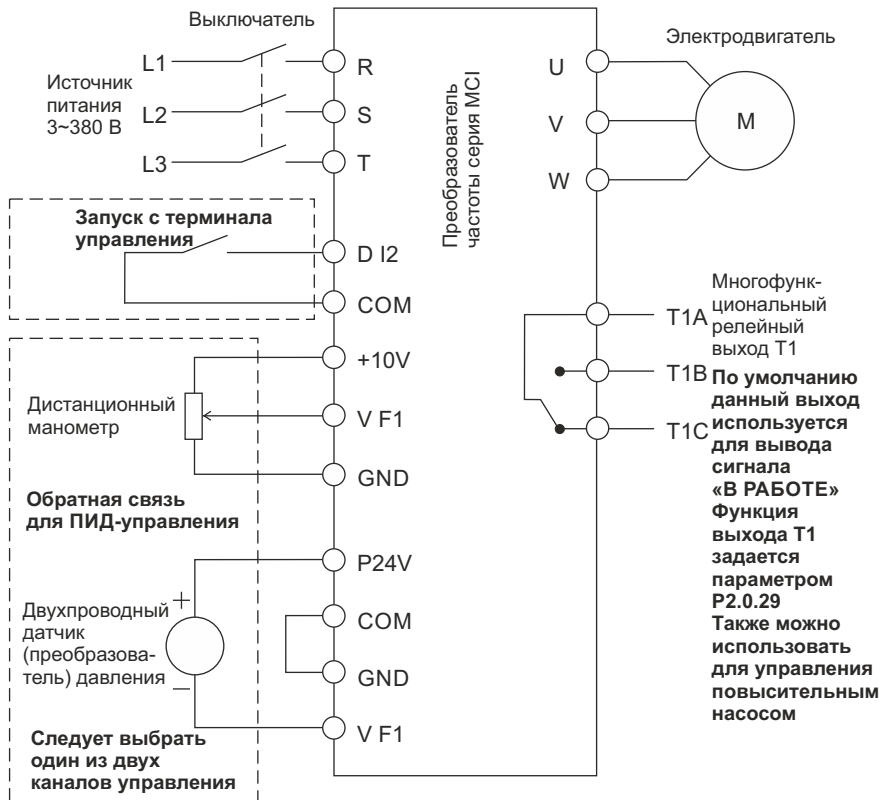 Выключатель
L1
L2
L3
Источник
питания
3~380 В
R
S
T
Преобразователь
частоты серия MCI
U
V
W
Электродвигатель
M
Запуск с терминала
управления
D I2
COM
Дистанционный
манометр
+10V
V F1
GND
Обратная связь
для ПИД-управления
Двухпроводный
датчик
(преобразова-
тель) давления
+
–
P24V
COM
GND
V F1
Следует выбрать
один из двух
каналов управления
T1A
T1B
T1C
Многофунк-
циональный
релейный
выход T1
По умолчанию
данный выход
используется
для вывода
сигнала
«В РАБОТЕ»
Функция
выхода T1
задается
параметром
P2.0.29
Также можно
использовать
для управления
повысительным
насосом